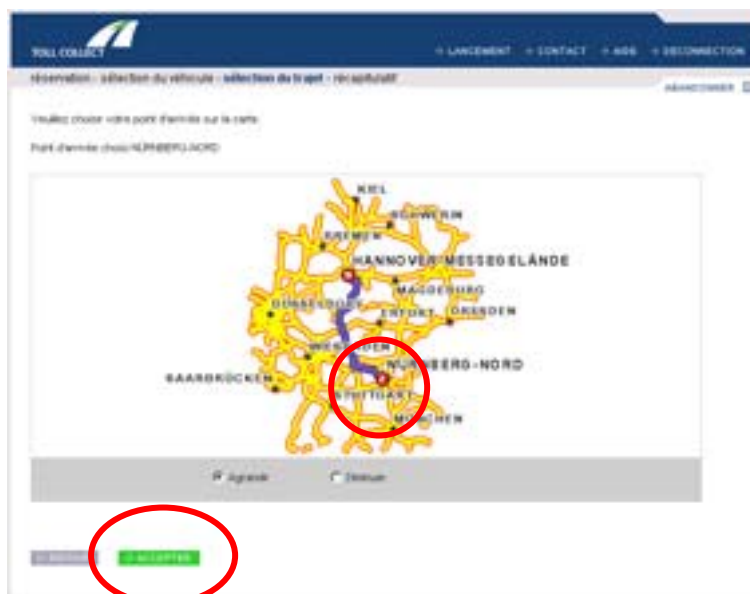 TOLL COLLECT
LANCEMENT CONTACT AIDE DECONNECTION
réservation - sélection du véhicule - sélection du trajet - récapitulatif
ABANDONNER
Veuillez choisir votre point d'arrivée sur la carte
Point d'arrivée choisi NÜRNBERG-NORD
KIEL
SCHWERIN
BREMEN
HANNOVER-MESSEGELÄNDE
MAGDEBURG
DÜSSELDORF
ERFURT
DRESDEN
WIESBADEN
NÜRNBERG-NORD
SAARBRÜCKEN
STUTTGART
MÜNCHEN
Agrandir Diminuer
ACCEPTER